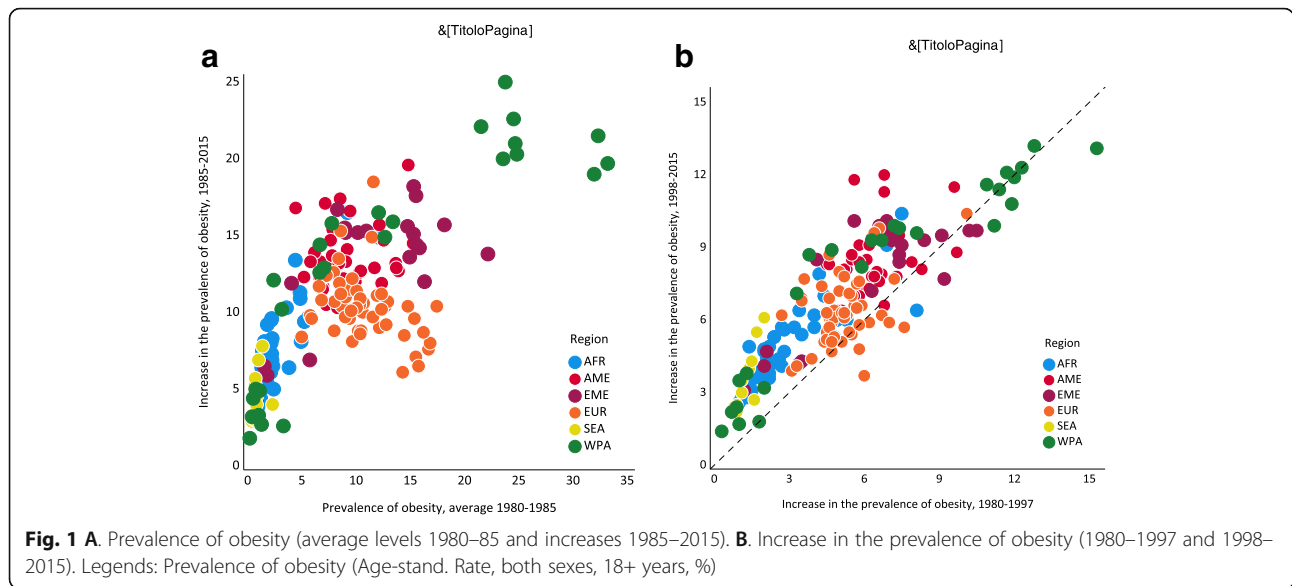 &[TitoloPagina]
a
25
20
15
10
5
0
Increase in the prevalence of obesity, 1985-2015
0 5 10 15 20 25 30 35
Prevalence of obesity, average 1980-1985
Region
AFR
AME
EME
EUR
SEA
WPA
&[TitoloPagina]
b
15
12
9
6
3
0
Increase in the prevalence of obesity, 1998-2015
0 3 6 9 12 15
Increase in the prevalence of obesity, 1980-1997
Region
AFR
AME
EME
EUR
SEA
WPA
Fig. 1 A. Prevalence of obesity (average levels 1980–85 and increases 1985–2015). B. Increase in the prevalence of obesity (1980–1997 and 1998–
2015). Legends: Prevalence of obesity (Age-stand. Rate, both sexes, 18+ years, %)